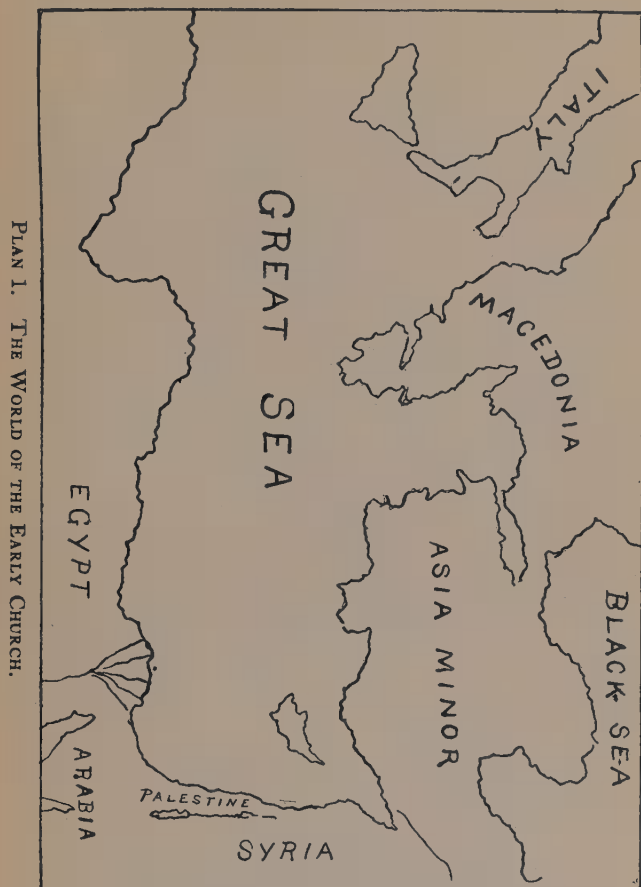 ITALY
MACEDONIA
BLACK SEA
GREAT SEA
ASIA MINOR
EGYPT
PALESTINE
SYRIA
ARABIA
PLAN 1. THE WORLD OF THE EARLY CHURCH.